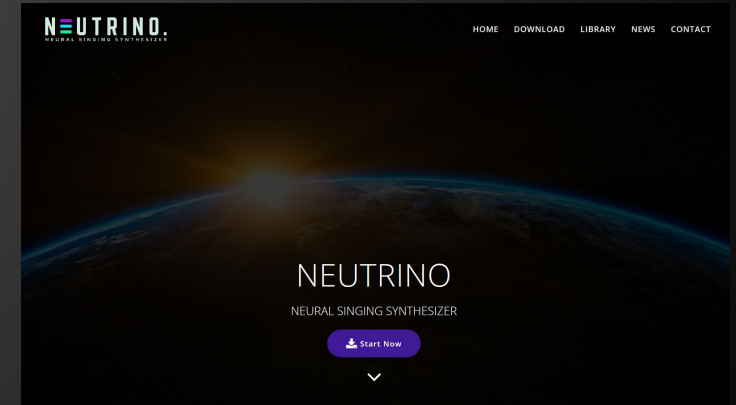 NEUTRINO.
NEURAL SINGING SYNTHESIZER
HOME DOWNLOAD LIBRARY NEWS CONTACT
NEUTRINO
NEURAL SINGING SYNTHESIZER
Start Now